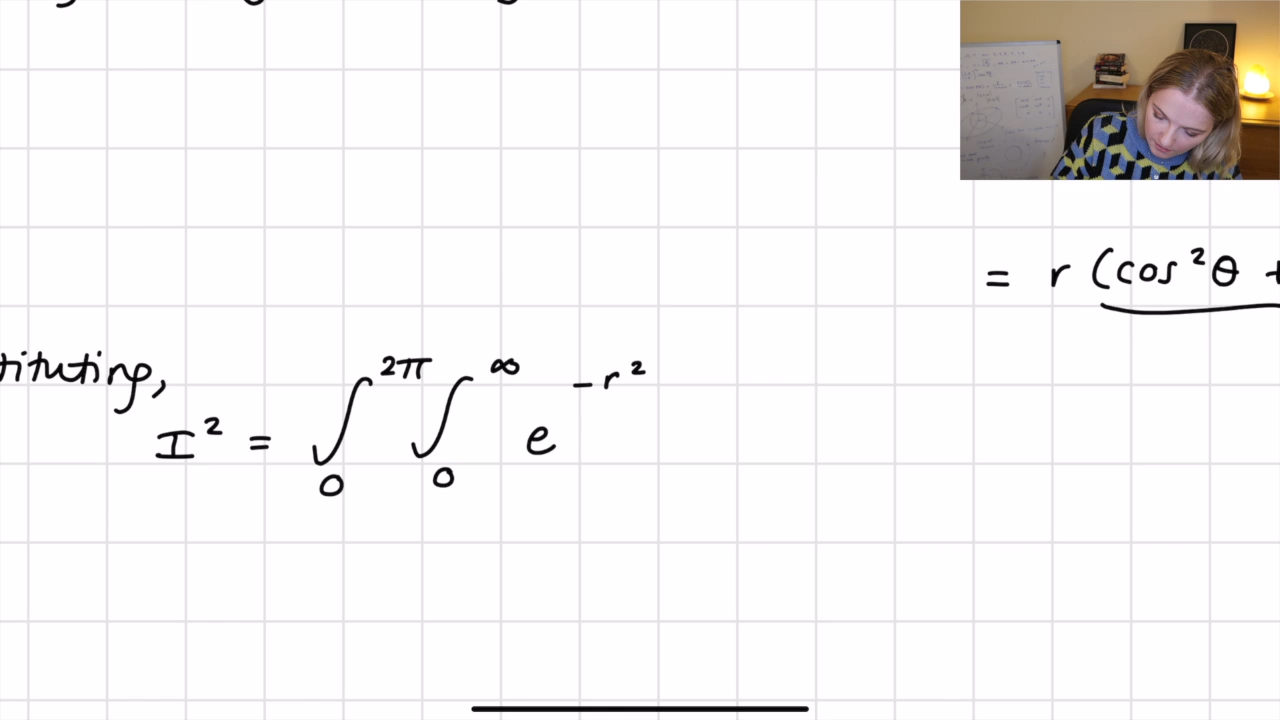 = r (cos²θ +
tituting,
I² = ∫₀^2π ∫₀^∞ e^-r²